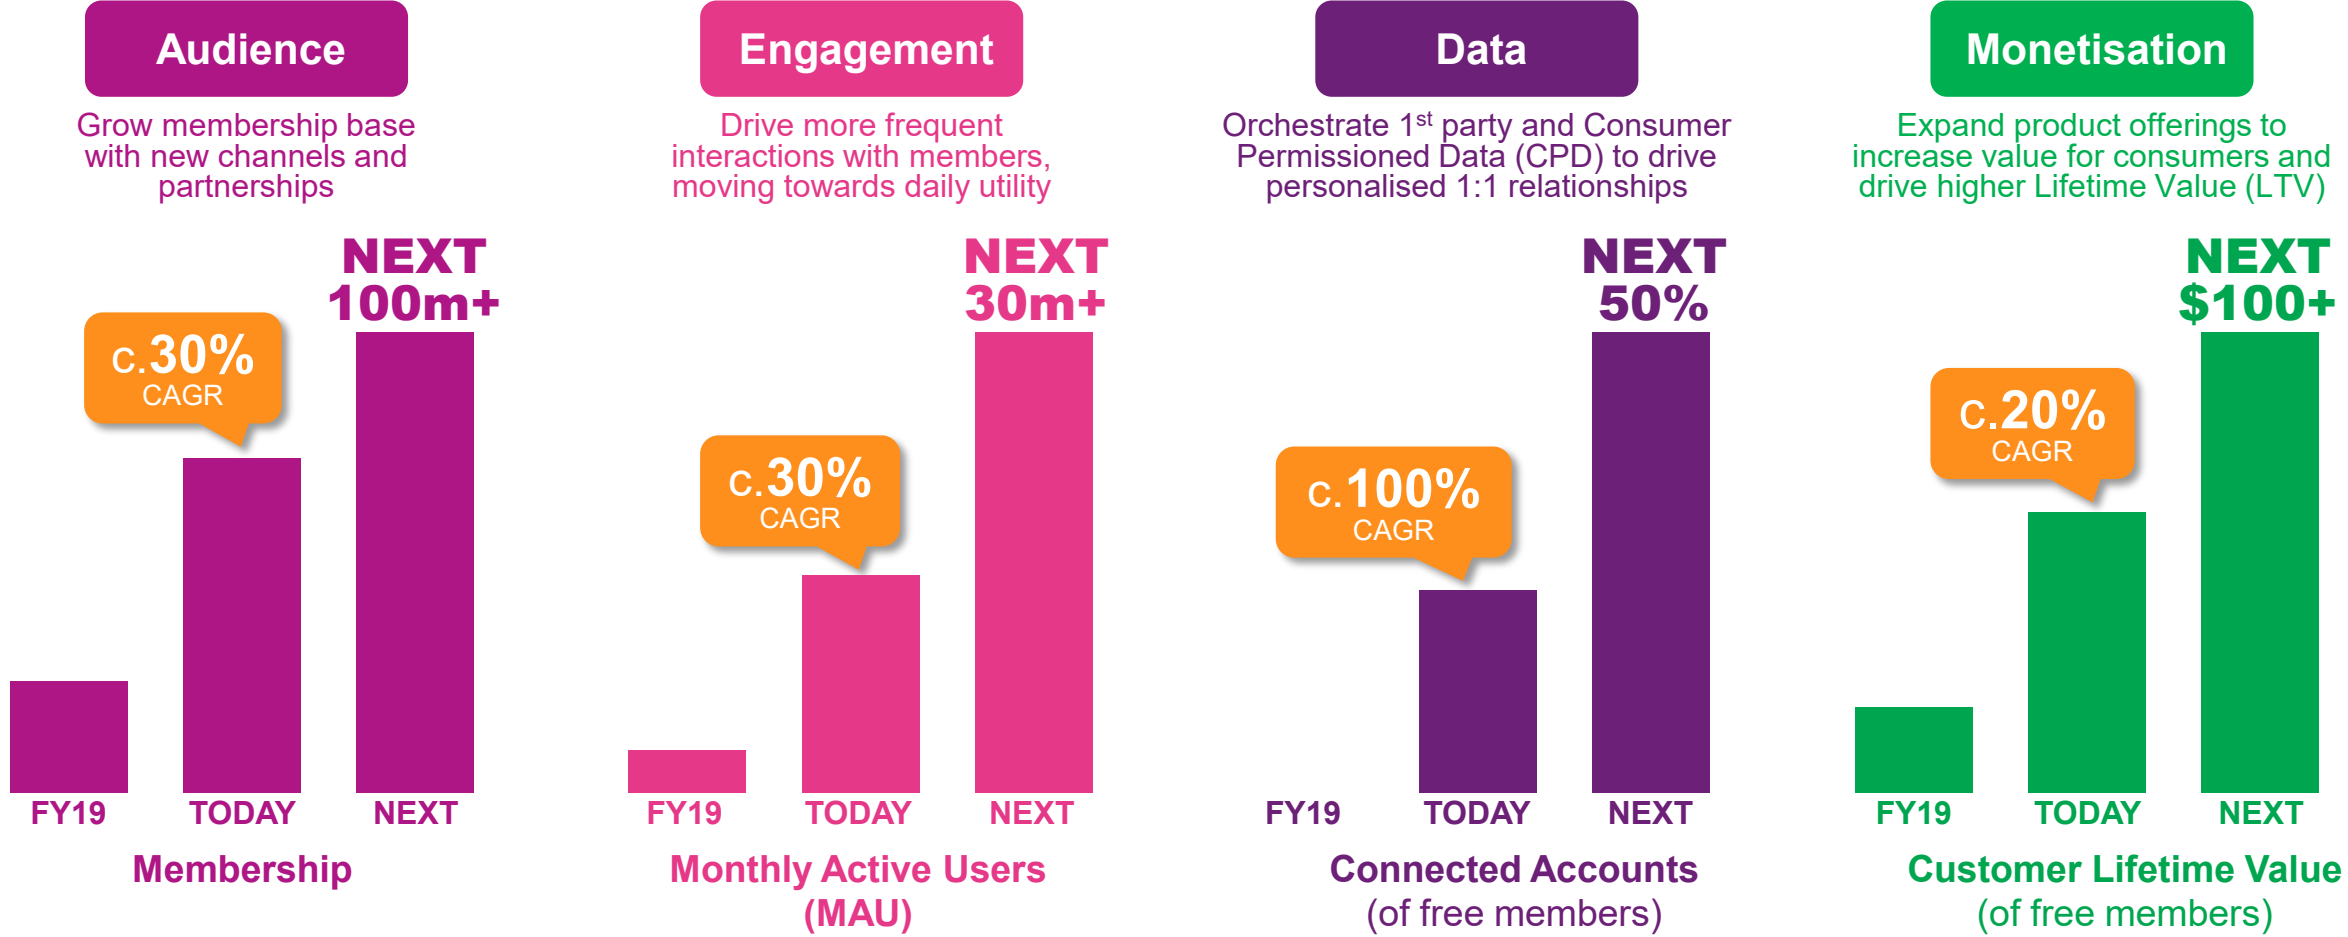 Audience
Grow membership base
with new channels and
partnerships
NEXT
100m+
c.30%
CAGR
FY19
TODAY
NEXT
Membership
Engagement
Drive more frequent
interactions with members,
moving towards daily utility
NEXT
30m+
c.30%
CAGR
FY19
TODAY
NEXT
Monthly Active Users
(MAU)
Data
Orchestrate 1st party and Consumer
Permissioned Data (CPD) to drive
personalised 1:1 relationships
NEXT
50%
c.100%
CAGR
FY19
TODAY
NEXT
Connected Accounts
(of free members)
Monetisation
Expand product offerings to
increase value for consumers and
drive higher Lifetime Value (LTV)
NEXT
$100+
c.20%
CAGR
FY19
TODAY
NEXT
Customer Lifetime Value
(of free members)